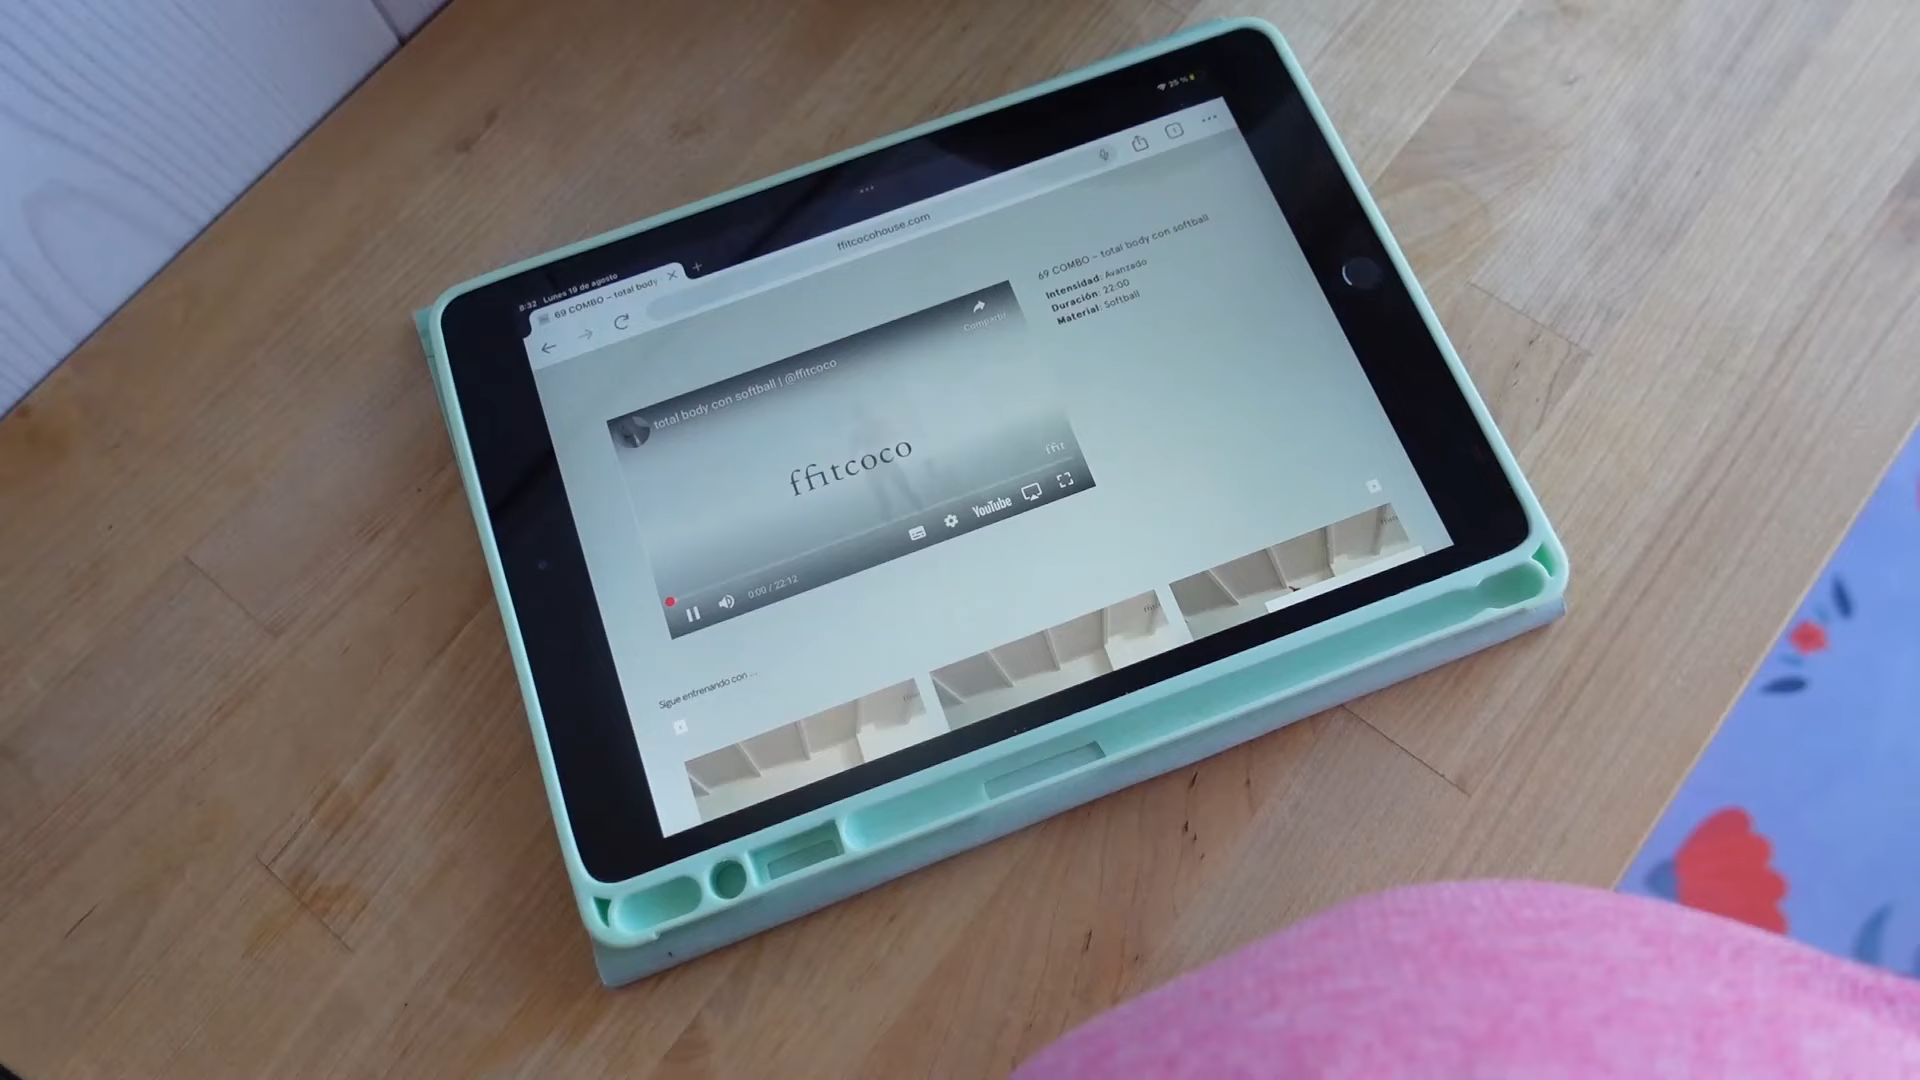 8:32 Lunes 19 de agosto
25 %
69 COMBO – total body
ffitcocohouse.com
total body con softball | @ffitcoco
Compartir
ffitcoco
ffit
YouTube
0:00 / 22:12
69 COMBO – total body con softball
Intensidad: Avanzado
Duración: 22:00
Material: Softball
Sigue entrenando con ...